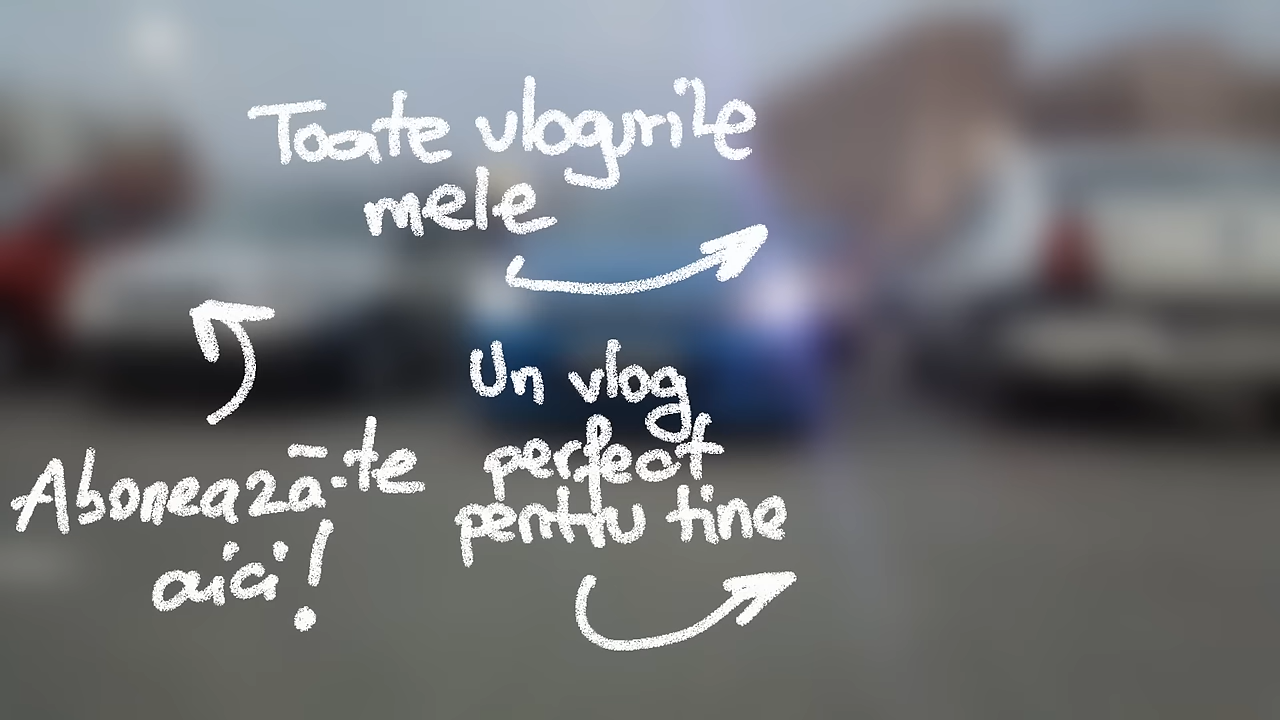 Toate vlogurile
mele
Un vlog
perfect
pentru tine
Abonează-te
aici!